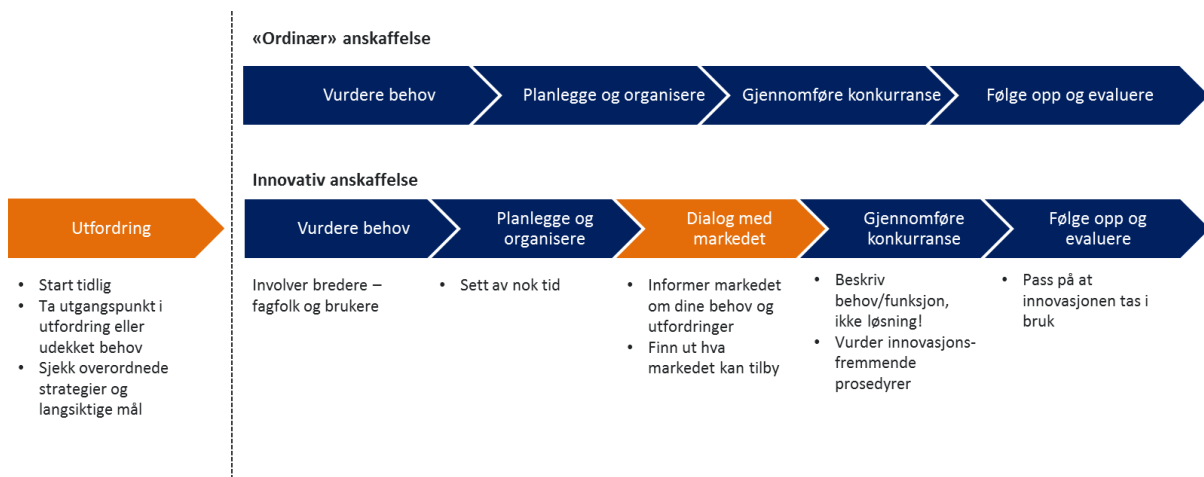 «Ordinær» anskaffelse
Vurdere behov
Planlegge og organisere
Gjennomføre konkurranse
Følge opp og evaluere
Innovativ anskaffelse
Utfordring
Vurdere behov
Planlegge og
organisere
Dialog med
markedet
Gjennomføre
konkurranse
Følge opp og
evaluere
• Start tidlig
• Ta utgangspunkt i
utfordring eller
udekket behov
• Sjekk overordnede
strategier og
langsiktige mål
Involver bredere –
fagfolk og brukere
• Sett av nok tid
• Informer markedet
om dine behov og
utfordringer
• Finn ut hva
markedet kan tilby
• Beskriv
behov/funksjon,
ikke løsning!
• Vurder innovasjons-
fremmende
prosedyrer
• Pass på at
innovasjonen tas i
bruk